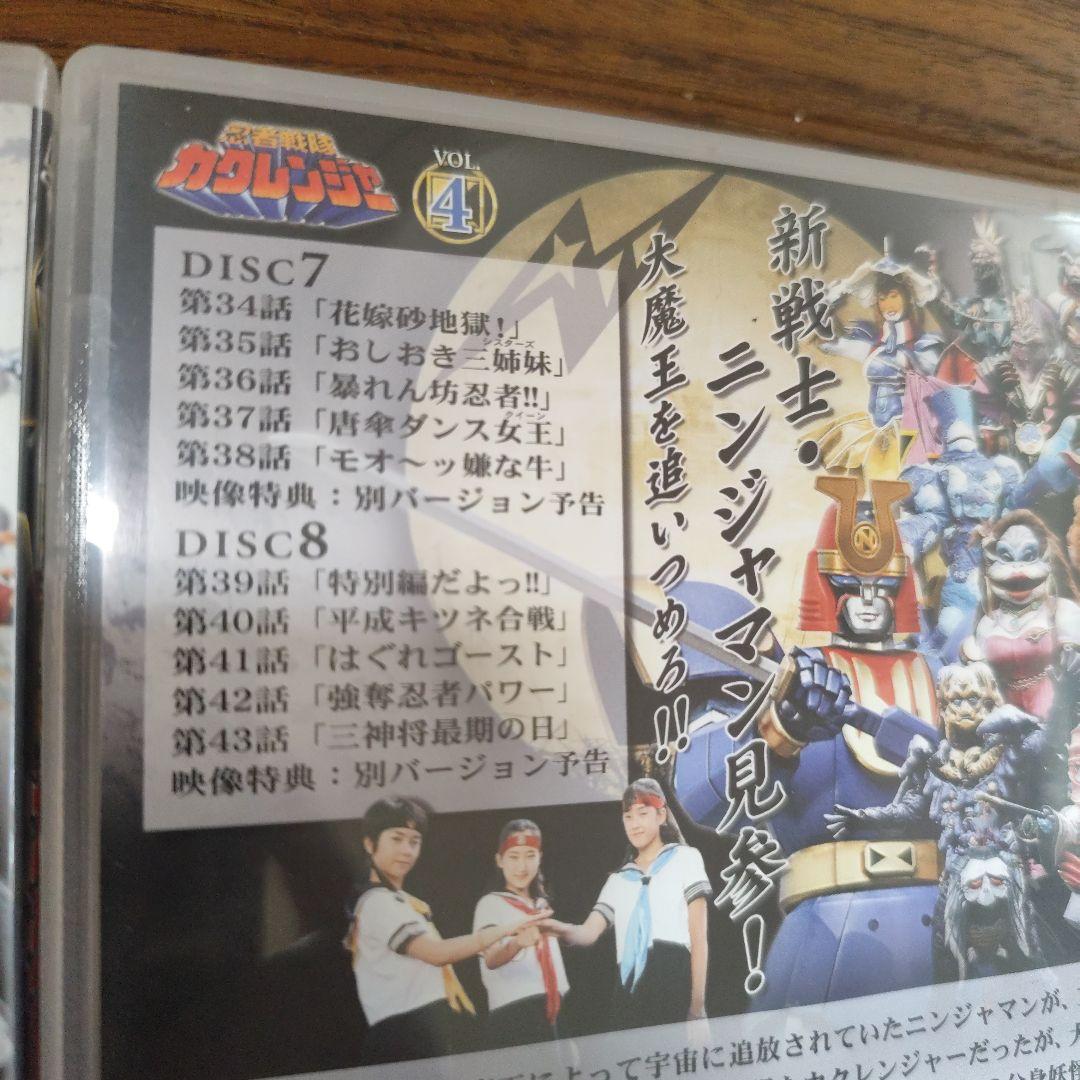 忍者戦隊
カクレンジャー
VOL.
4
DISC7
第34話 「花嫁砂地獄!」
シスターズ
第35話 「おしおき三姉妹」
第36話 「暴れん坊忍者!!」
クイーン
第37話 「唐傘ダンス女王」
第38話 「モオ〜ッ嫌な牛」
映像特典:別バージョン予告
DISC8
第39話 「特別編だよっ!!」
第40話 「平成キツネ合戦」
第41話 「はぐれゴースト」
第42話 「強奪忍者パワー」
第43話 「三神将最期の日」
映像特典:別バージョン予告
新戦士・
ニンジャマン見参!
大魔王を追いつめろ!!
N
によって宇宙に追放されていたニンジャマンが、
カクレンジャーだったが、大
分身妖怪